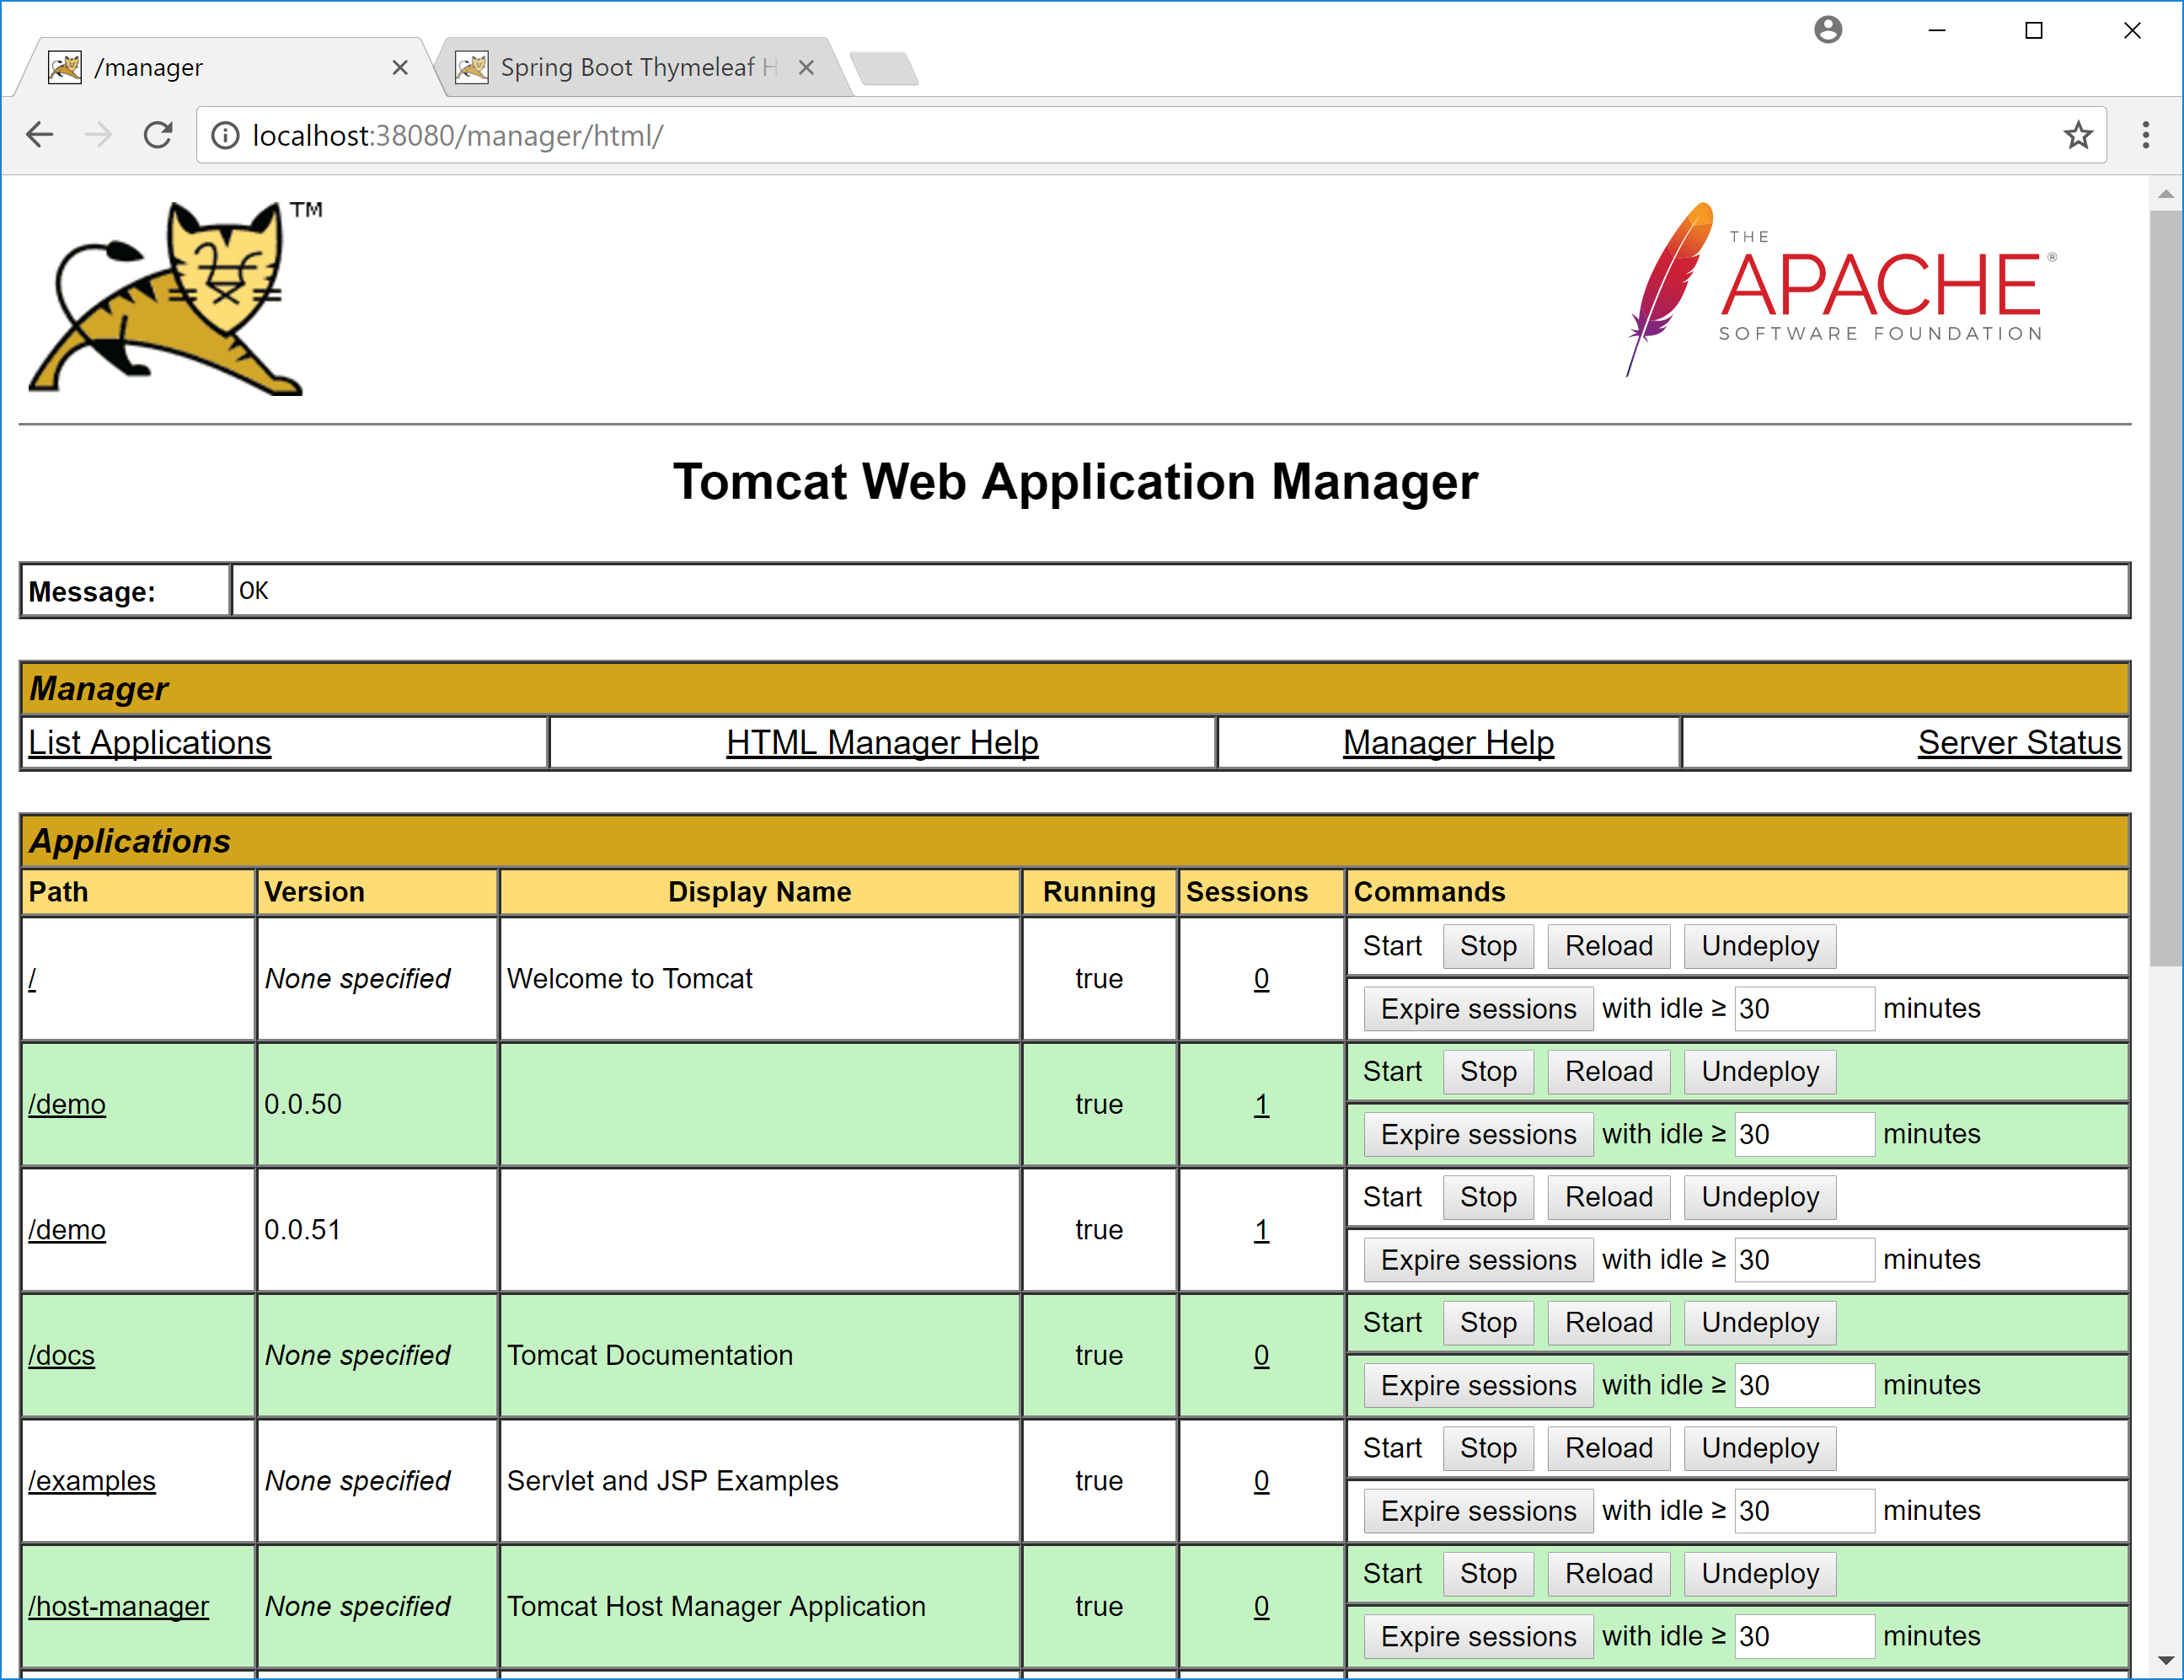 /manager
Spring Boot Thymeleaf H
localhost:38080/manager/html/
TM
THE
APACHE®
SOFTWARE FOUNDATION
Tomcat Web Application Manager
Message: OK
Manager
List Applications HTML Manager Help Manager Help Server Status
Applications
Path Version Display Name Running Sessions Commands
Start Stop Reload Undeploy
/ None specified Welcome to Tomcat true 0
Expire sessions with idle ≥ 30 minutes
Start Stop Reload Undeploy
/demo 0.0.50 true 1
Expire sessions with idle ≥ 30 minutes
Start Stop Reload Undeploy
/demo 0.0.51 true 1
Expire sessions with idle ≥ 30 minutes
Start Stop Reload Undeploy
/docs None specified Tomcat Documentation true 0
Expire sessions with idle ≥ 30 minutes
Start Stop Reload Undeploy
/examples None specified Servlet and JSP Examples true 0
Expire sessions with idle ≥ 30 minutes
Start Stop Reload Undeploy
/host-manager None specified Tomcat Host Manager Application true 0
Expire sessions with idle ≥ 30 minutes